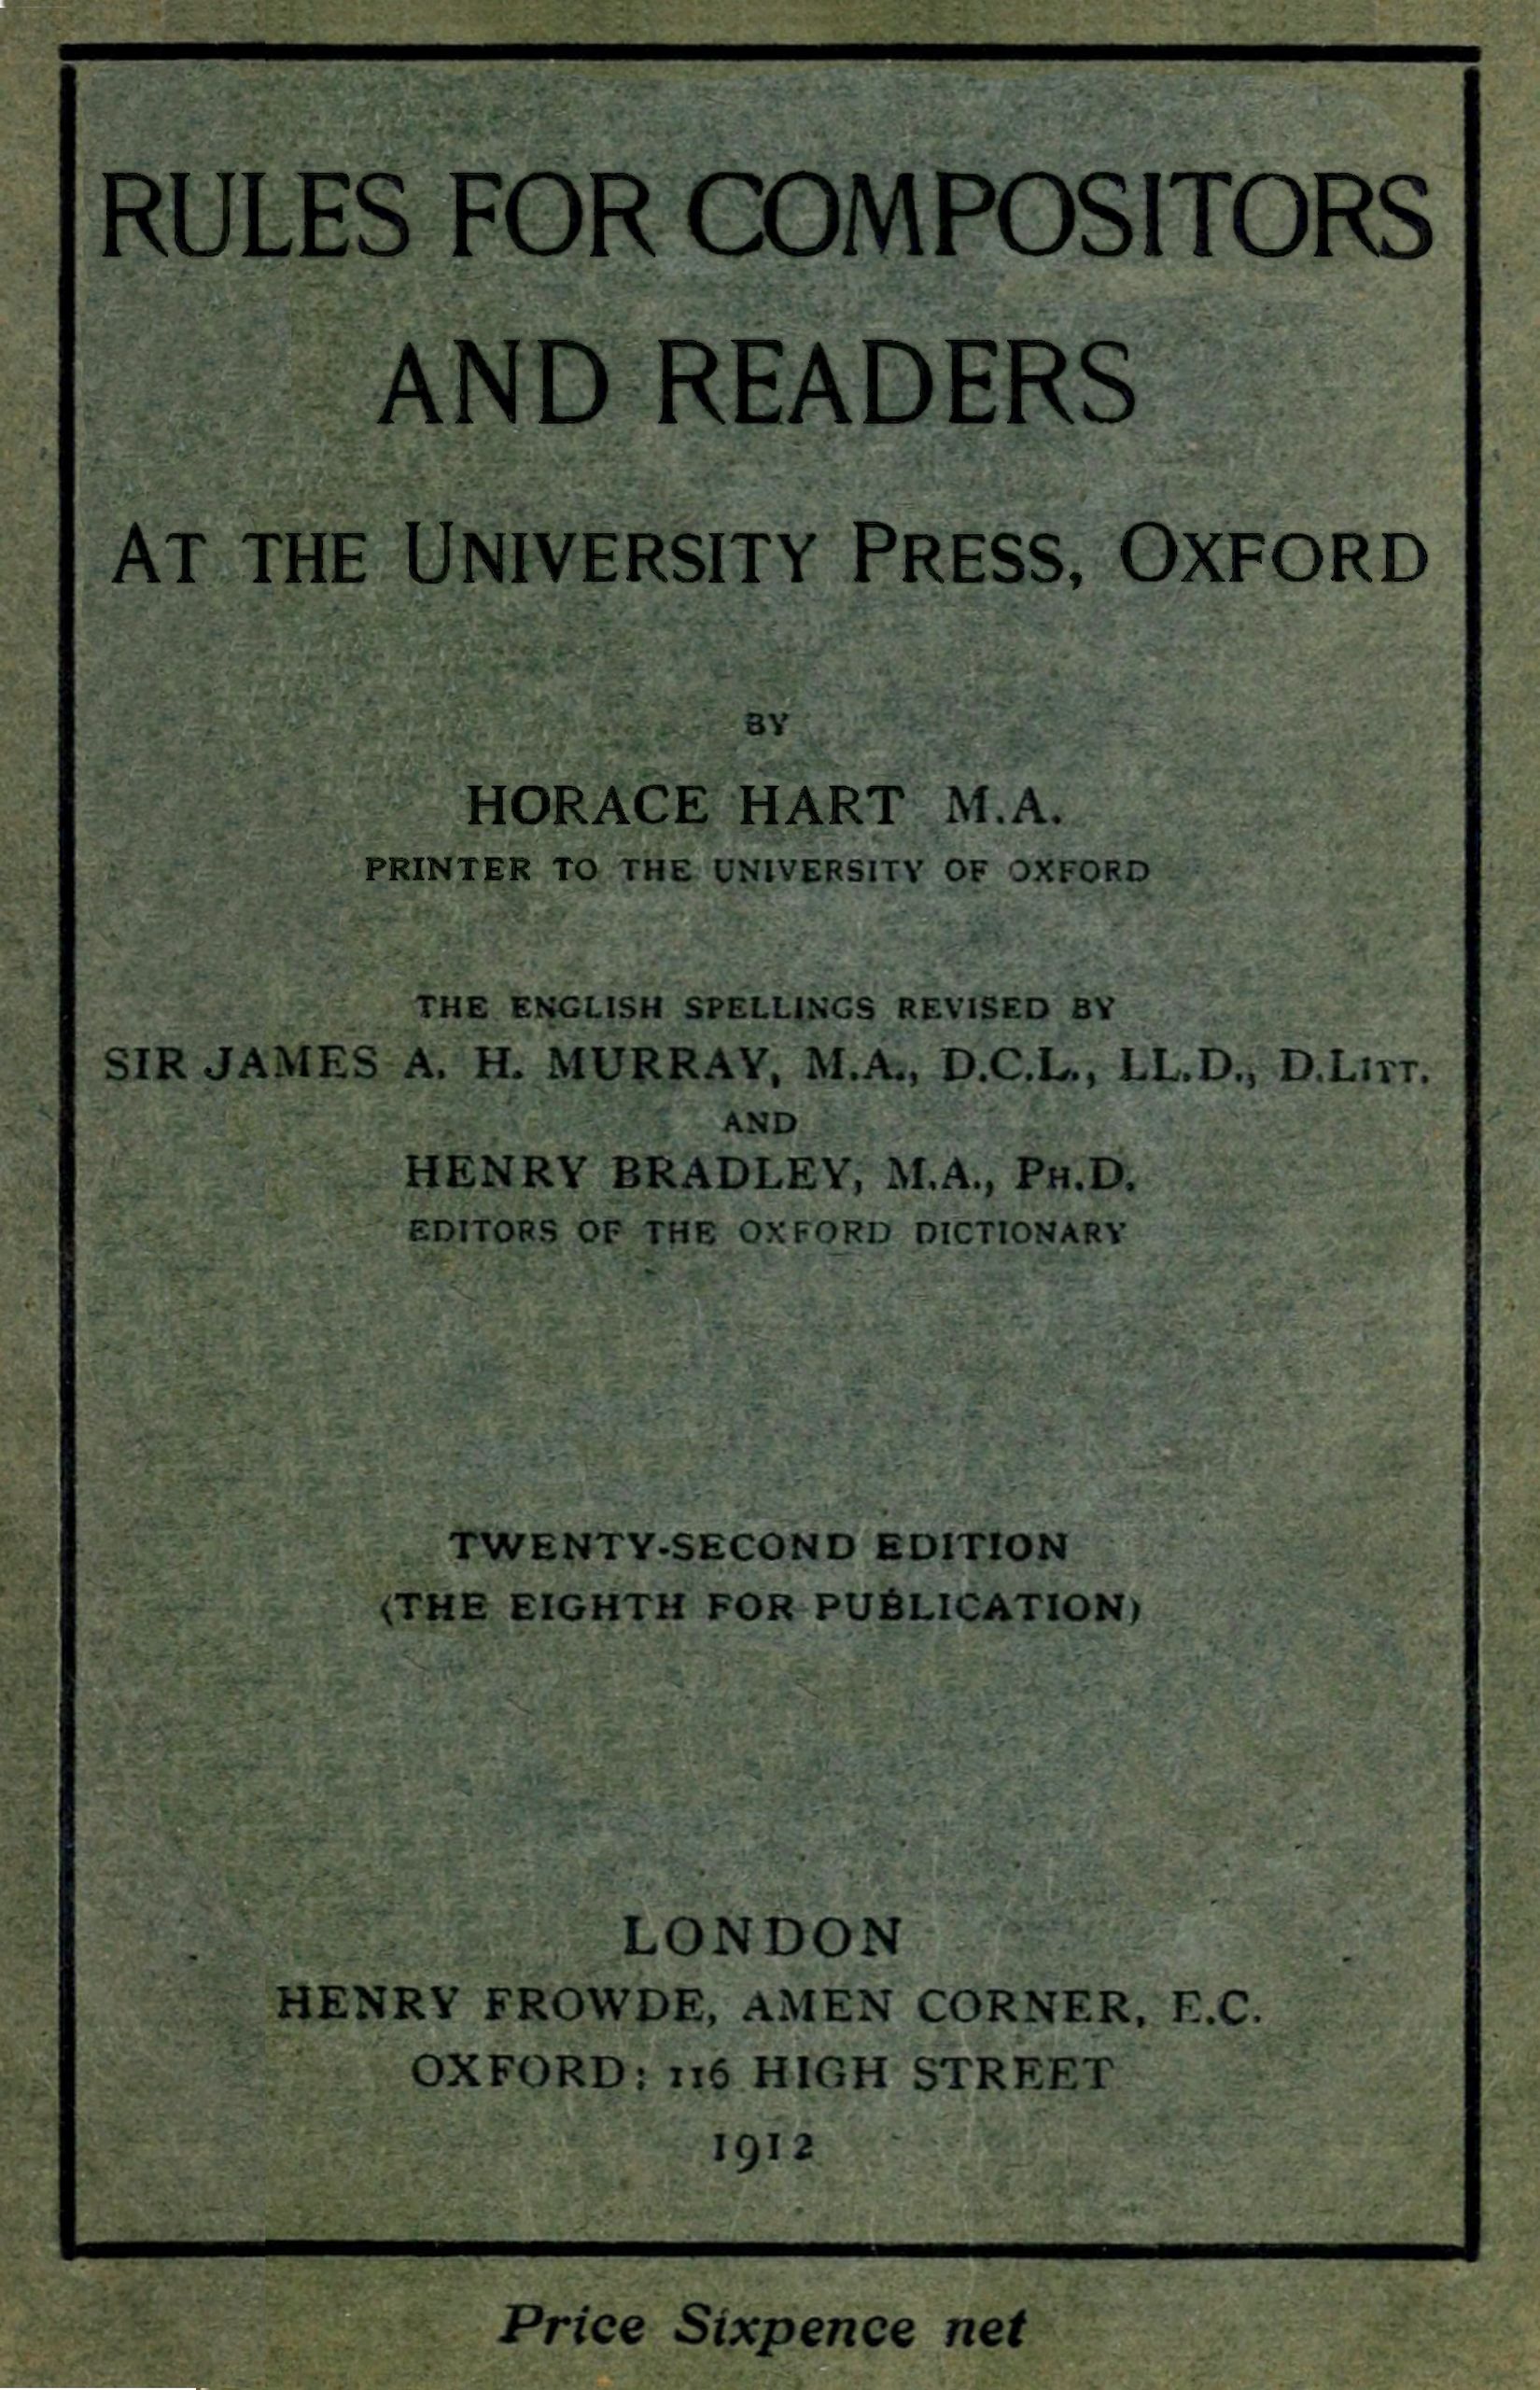 RULES FOR COMPOSITORS
AND READERS
AT THE UNIVERSITY PRESS, OXFORD
BY
HORACE HART M.A.
PRINTER TO THE UNIVERSITY OF OXFORD
THE ENGLISH SPELLINGS REVISED BY
SIR JAMES A. H. MURRAY, M.A., D.C.L., LL.D., D.LITT.
AND
HENRY BRADLEY, M.A., PH.D.
EDITORS OF THE OXFORD DICTIONARY
TWENTY-SECOND EDITION
(THE EIGHTH FOR PUBLICATION)
LONDON
HENRY FROWDE, AMEN CORNER, E.C.
OXFORD: 116 HIGH STREET
1912
Price Sixpence net